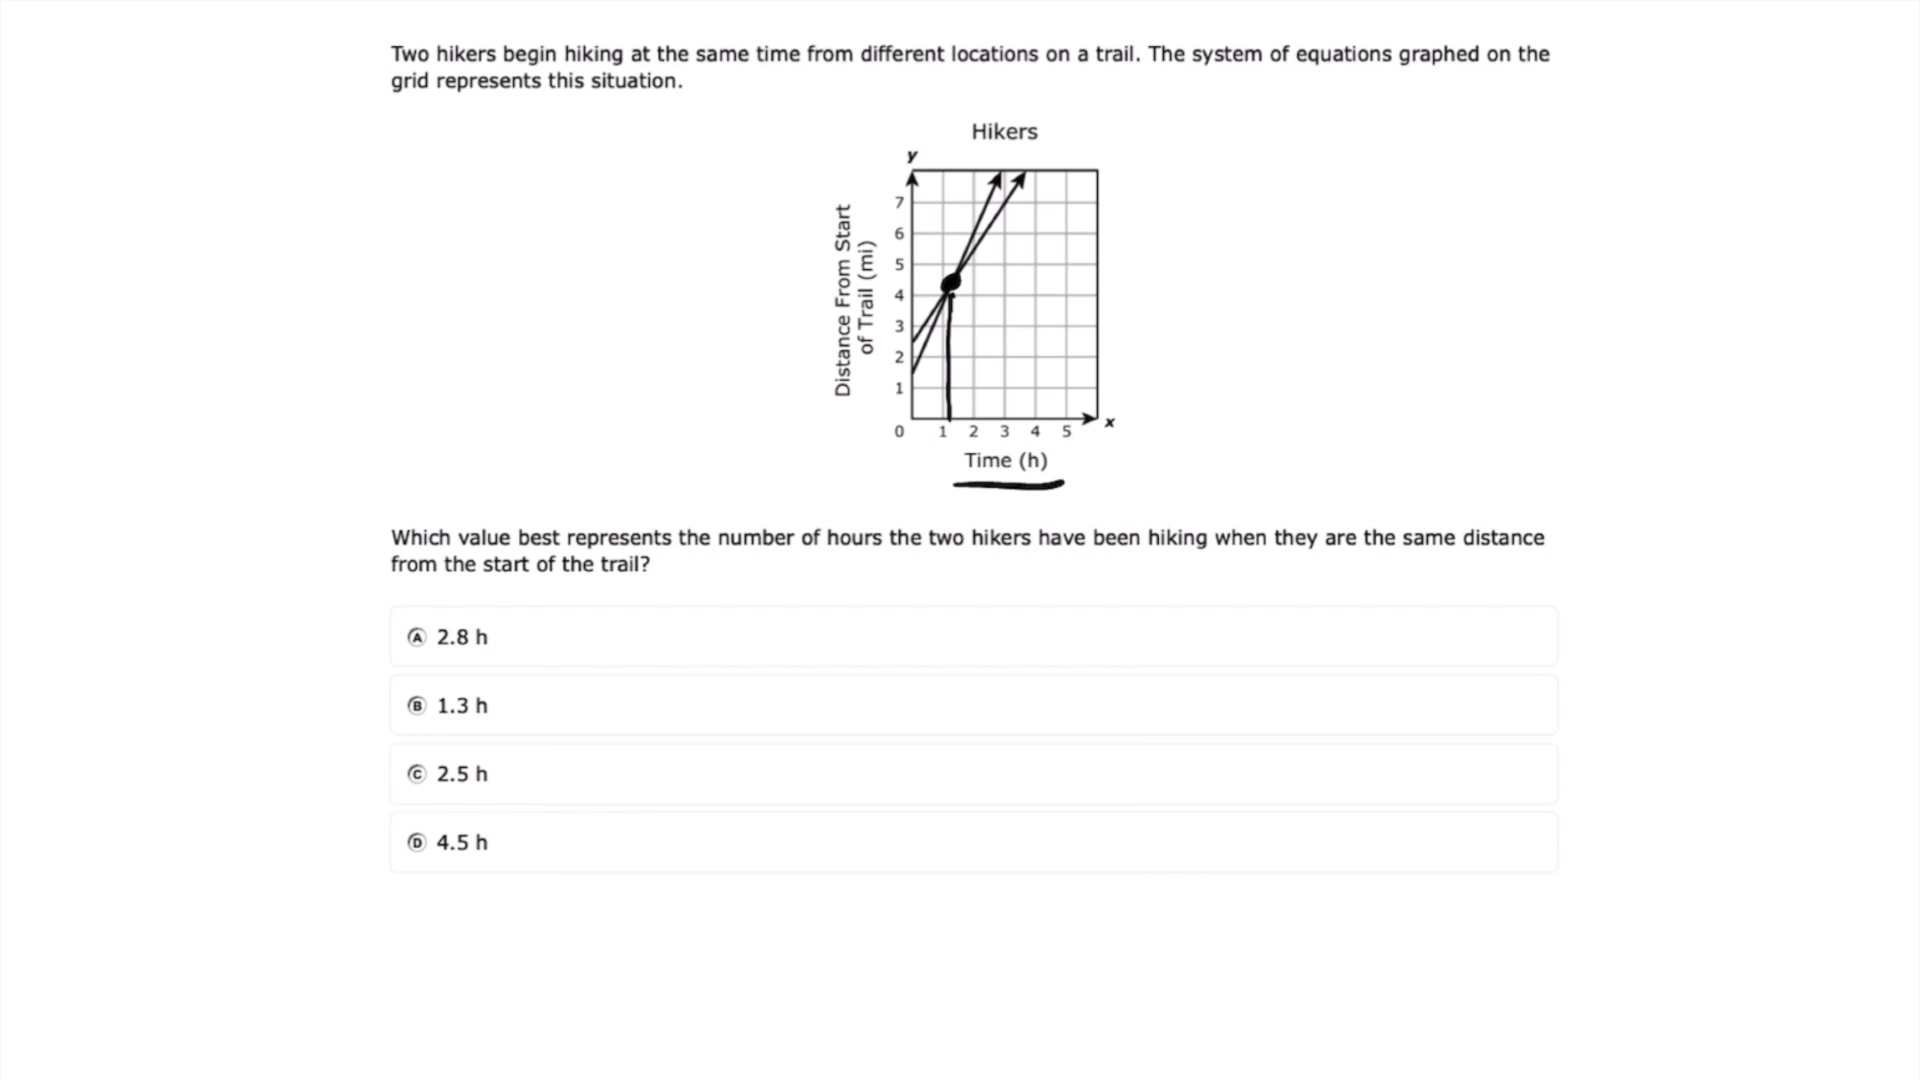 Two hikers begin hiking at the same time from different locations on a trail. The system of equations graphed on the
grid represents this situation.
Hikers
y
Distance From Start
of Trail (mi)
7
6
5
4
3
2
1
0 1 2 3 4 5 x
Time (h)
Which value best represents the number of hours the two hikers have been hiking when they are the same distance
from the start of the trail?
A 2.8 h
B 1.3 h
C 2.5 h
D 4.5 h